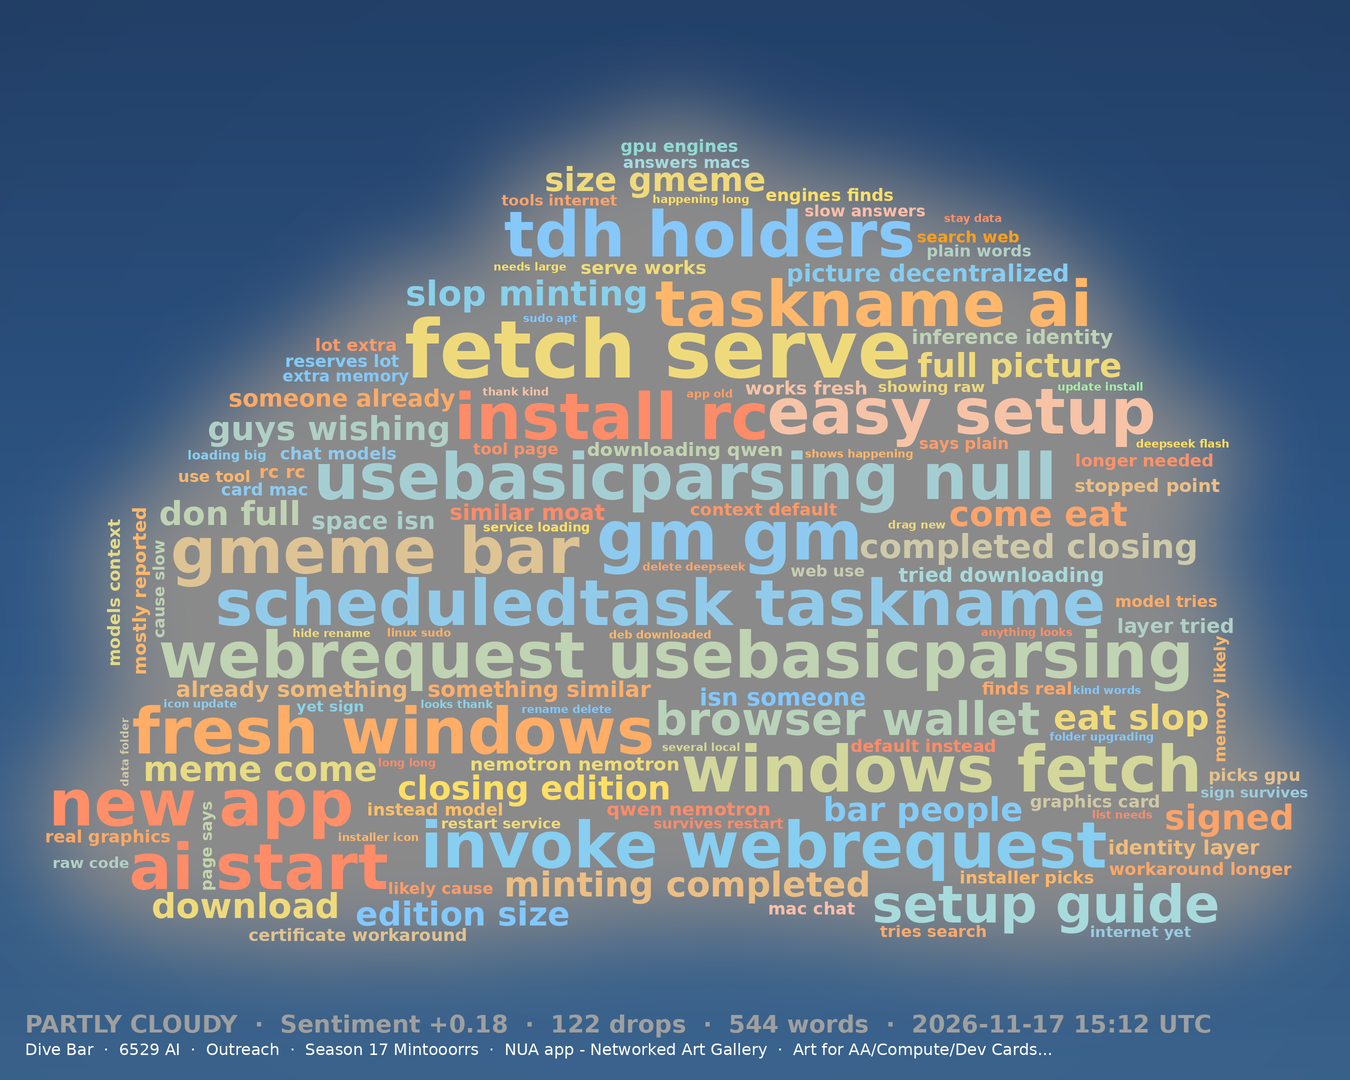 gpu engines
answers macs
size gmeme
engines finds
tools internet
happening long
tdh holders
slow answers
stay data
search web
plain words
needs large
serve works
picture decentralized
slop minting
taskname ai
sudo apt
fetch serve
inference identity
lot extra
reserves lot
full picture
extra memory
someone already
thank kind
app old
works fresh
showing raw
update install
install rc
easy setup
guys wishing
says plain
deepseek flash
loading big
chat models
tool page
downloading qwen
shows happening
longer needed
use tool
rc rc
card mac
usebasicparsing null
stopped point
don full
space isn
similar moat
service loading
context default
drag new
come eat
gmeme bar
gm gm
completed closing
models context
mostly reported
cause slow
delete deepseek
web use
tried downloading
scheduledtask taskname
model tries
layer tried
hide rename
linux sudo
deb downloaded
anything looks
webrequest usebasicparsing
memory likely
already something
something similar
isn someone
finds real
kind words
icon update
yet sign
looks thank
rename delete
fresh windows
browser wallet
eat slop
data folder
several local
default instead
folder upgrading
meme come
long long
nemotron nemotron
windows fetch
picks gpu
closing edition
sign survives
new app
page says
instead model
qwen nemotron
bar people
graphics card
list needs
signed
real graphics
installer icon
restart service
survives restart
invoke webrequest
identity layer
raw code
ai start
likely cause
minting completed
installer picks
workaround longer
download
edition size
mac chat
setup guide
certificate workaround
tries search
internet yet
PARTLY CLOUDY · Sentiment +0.18 · 122 drops · 544 words · 2026-11-17 15:12 UTC
Dive Bar · 6529 AI · Outreach · Season 17 Mintooorrs · NUA app - Networked Art Gallery · Art for AA/Compute/Dev Cards...